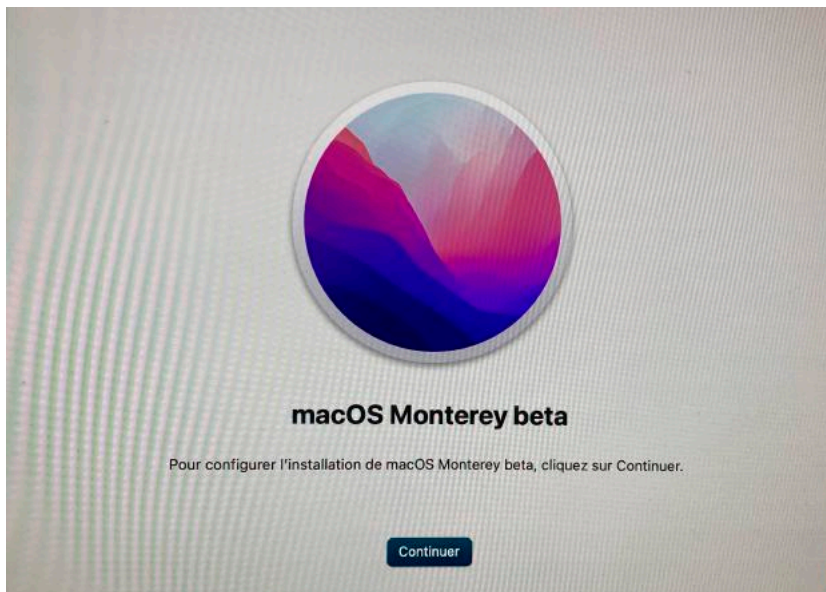 macOS Monterey beta
Pour configurer l'installation de macOS Monterey beta, cliquez sur Continuer.
Continuer